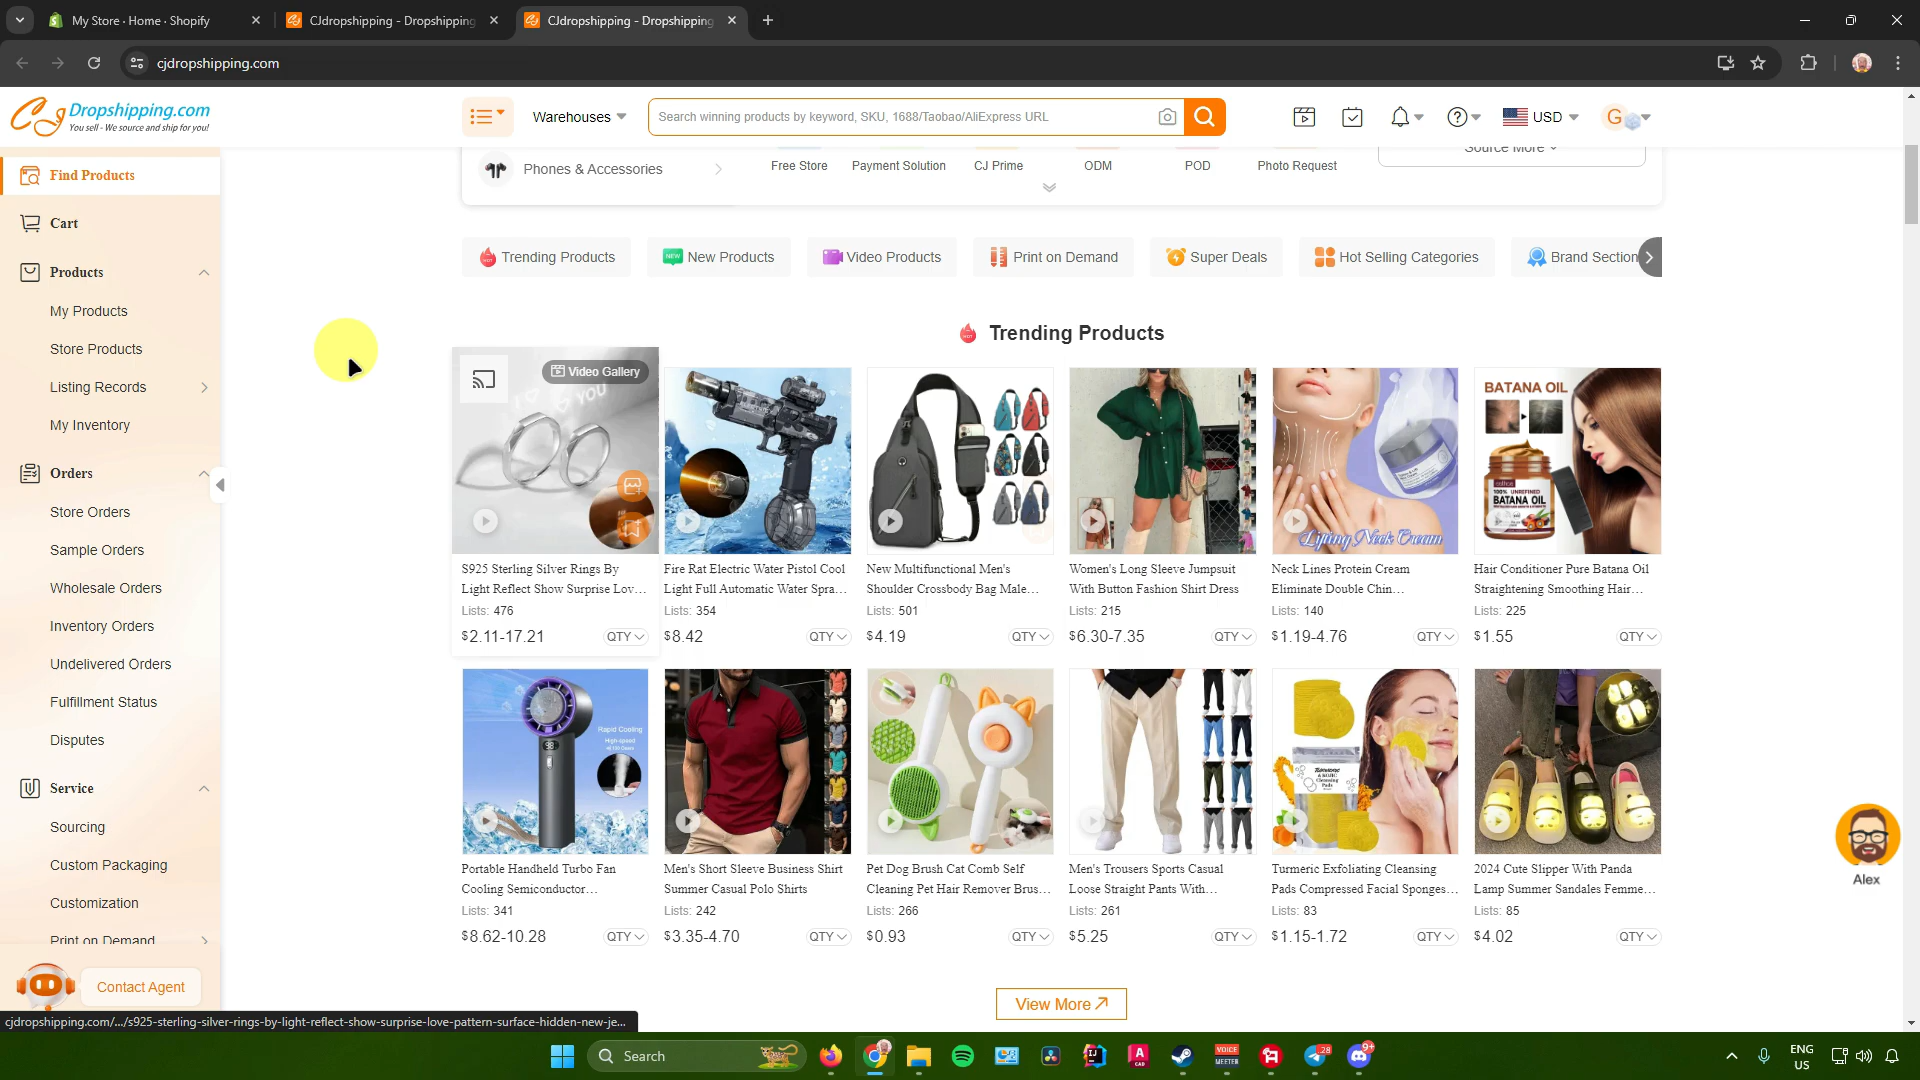 My Store · Home · Shopify
CJdropshipping - Dropshipping
CJdropshipping - Dropshipping
cjdropshipping.com
CJ Dropshipping.com
You sell - We source and ship for you!
Warehouses
Search winning products by keyword, SKU, 1688/Taobao/AliExpress URL
USD
G
Find Products
Cart
Products
My Products
Store Products
Listing Records
My Inventory
Orders
Store Orders
Sample Orders
Wholesale Orders
Inventory Orders
Undelivered Orders
Fulfillment Status
Disputes
Service
Sourcing
Custom Packaging
Customization
Print on Demand
Contact Agent
Phones & Accessories
Free Store
Payment Solution
CJ Prime
ODM
POD
Photo Request
Source More
Trending Products
New Products
Video Products
Print on Demand
Super Deals
Hot Selling Categories
Brand Section
Trending Products
Video Gallery
BATANA OIL
100% UNREFINED
BATANA OIL
Lifting Neck Cream
S925 Sterling Silver Rings By
Light Reflect Show Surprise Lov...
Lists: 476
$2.11-17.21
QTY
Fire Rat Electric Water Pistol Cool
Light Full Automatic Water Spra...
Lists: 354
$8.42
QTY
New Multifunctional Men's
Shoulder Crossbody Bag Male...
Lists: 501
$4.19
QTY
Women's Long Sleeve Jumpsuit
With Button Fashion Shirt Dress
Lists: 215
$6.30-7.35
QTY
Neck Lines Protein Cream
Eliminate Double Chin...
Lists: 140
$1.19-4.76
QTY
Hair Conditioner Pure Batana Oil
Straightening Smoothing Hair...
Lists: 225
$1.55
QTY
Rapid Cooling
Portable Handheld Turbo Fan
Cooling Semiconductor...
Lists: 341
$8.62-10.28
QTY
Men's Short Sleeve Business Shirt
Summer Casual Polo Shirts
Lists: 242
$3.35-4.70
QTY
Pet Dog Brush Cat Comb Self
Cleaning Pet Hair Remover Brus...
Lists: 266
$0.93
QTY
Men's Trousers Sports Casual
Loose Straight Pants With...
Lists: 261
$5.25
QTY
Turmeric Exfoliating Cleansing
Pads Compressed Facial Sponges...
Lists: 83
$1.15-1.72
QTY
2024 Cute Slipper With Panda
Lamp Summer Sandales Femme...
Lists: 85
$4.02
QTY
View More
Alex
cjdropshipping.com/.../s925-sterling-silver-rings-by-light-reflect-show-surprise-love-pattern-surface-hidden-new-je...
Search
VOICE
MEETER
28
9+
ENG
US